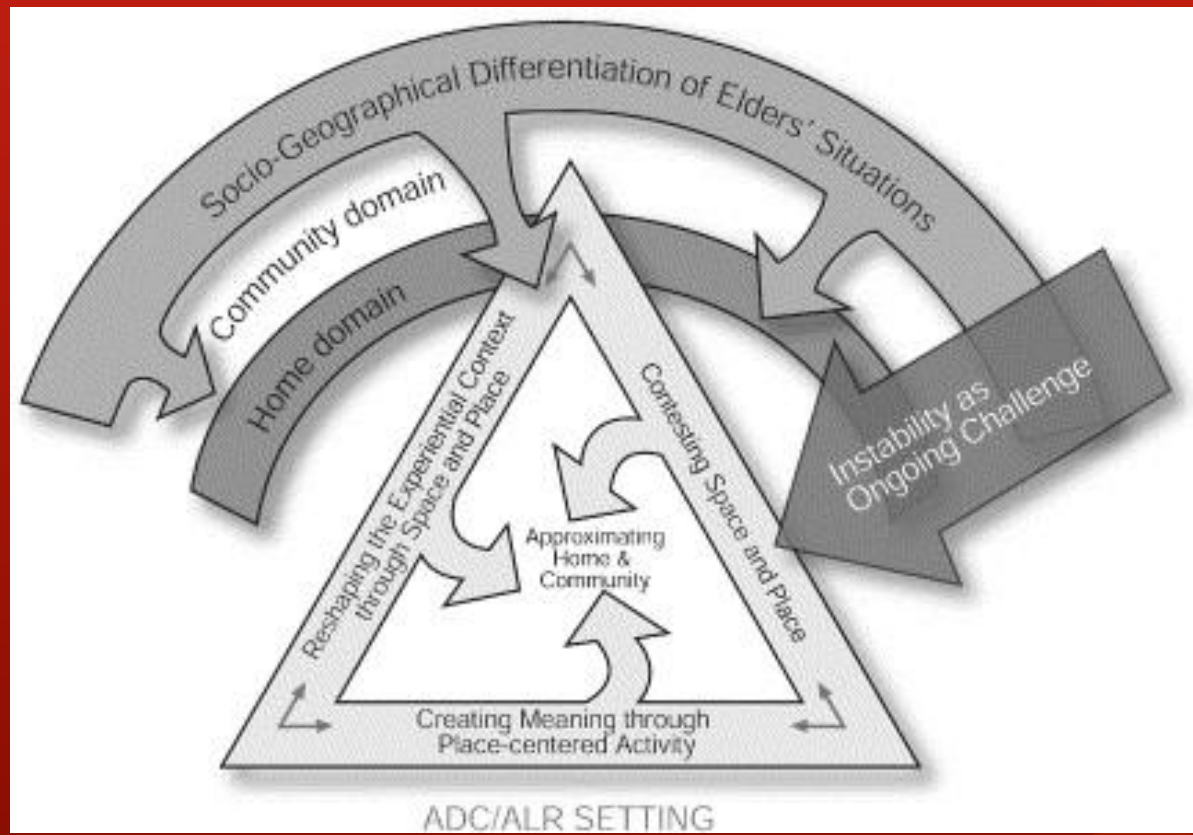 Socio-Geographical Differentiation of Elders' Situations
Community domain
Home domain
Reshaping the Experiential Context
through Space and Place
Contesting Space and Place
Instability as
Ongoing Challenge
Approximating
Home &
Community
Creating Meaning through
Place-centered Activity
ADC/ALR SETTING